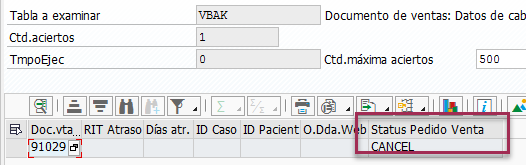 Tabla a examinar VBAK Documento de ventas: Datos de cab
Ctd.aciertos 1
TmpoEjec 0 Ctd.máxima aciertos 500
Doc.vta. RIT Atraso Días atr. ID Caso ID Pacient O.Dda.Web Status Pedido Venta
91029 CANCEL